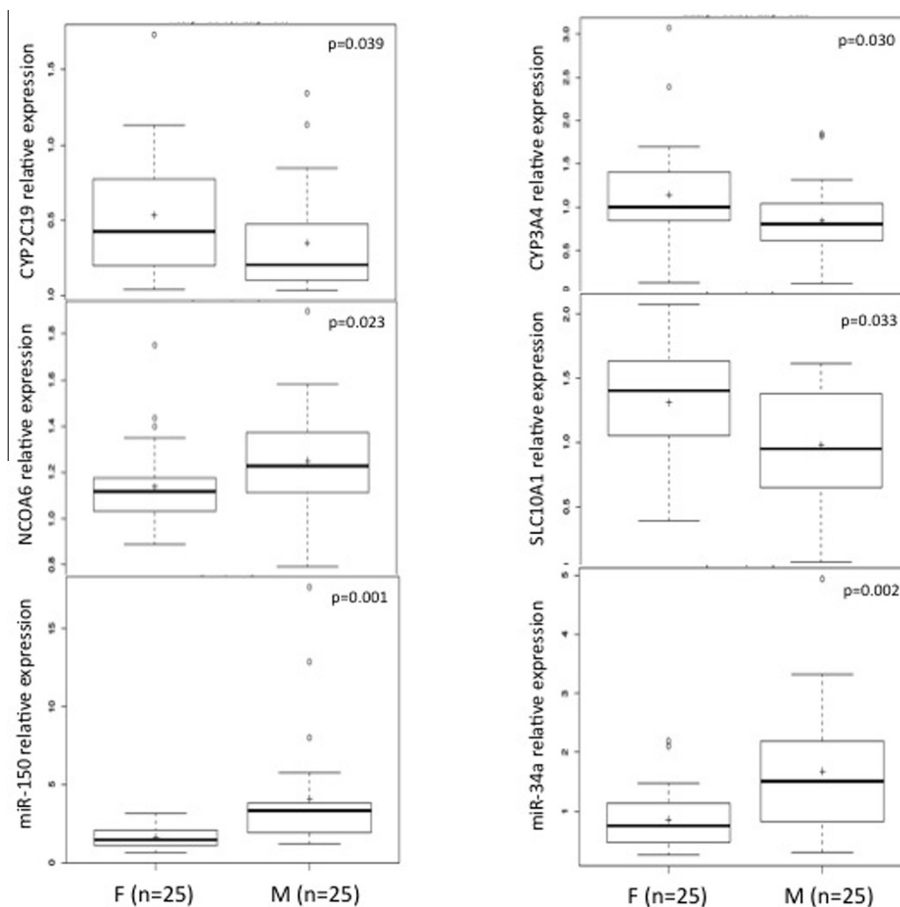 p=0.039
CYP2C19 relative expression
0.5
1.0
1.5
p=0.030
CYP3A4 relative expression
0.5
1.0
1.5
2.0
2.5
3.0
p=0.023
NCOA6 relative expression
0.8
1.0
1.2
1.4
1.6
1.8
p=0.033
SLC10A1 relative expression
0.5
1.0
1.5
2.0
p=0.001
miR-150 relative expression
0
5
10
15
p=0.002
miR-34a relative expression
1
2
3
4
5
F (n=25) M (n=25)
F (n=25) M (n=25)